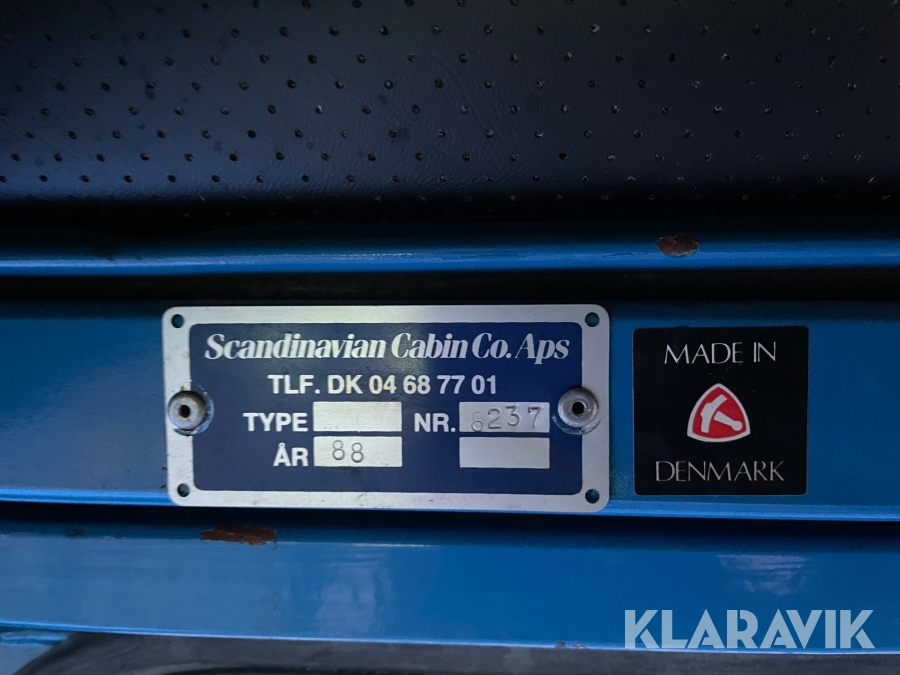 Scandinavian Cabin Co. Aps
TLF. DK 04 68 77 01
TYPE NR. 8237
ÅR 88
MADE IN
DENMARK
KLARAVIK